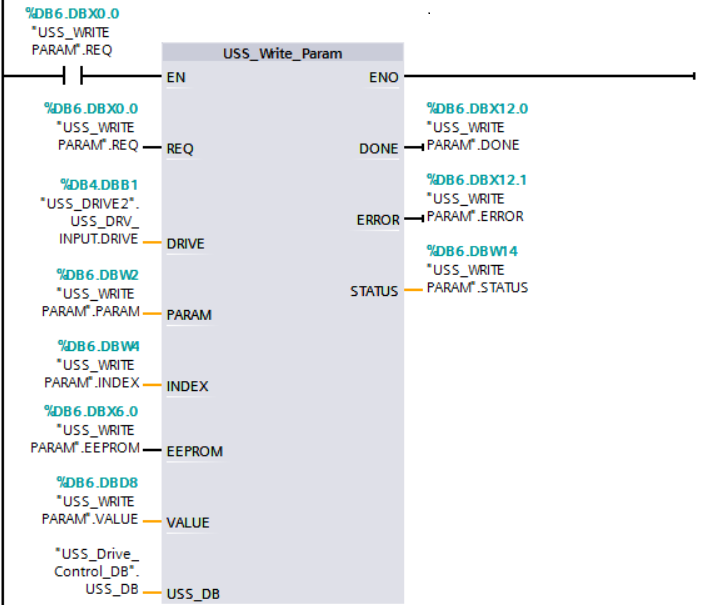 %DB6.DBX0.0
"USS_WRITE
PARAM".REQ
USS_Write_Param
EN
ENO
%DB6.DBX0.0
"USS_WRITE
PARAM".REQ
REQ
%DB6.DBX12.0
"USS_WRITE
PARAM".DONE
DONE
%DB4.DBB1
"USS_DRIVE2".
USS_DRV_
INPUT.DRIVE
DRIVE
%DB6.DBX12.1
"USS_WRITE
PARAM".ERROR
ERROR
%DB6.DBW2
"USS_WRITE
PARAM".PARAM
PARAM
%DB6.DBW14
"USS_WRITE
PARAM".STATUS
STATUS
%DB6.DBW4
"USS_WRITE
PARAM".INDEX
INDEX
%DB6.DBX6.0
"USS_WRITE
PARAM".EEPROM
EEPROM
%DB6.DBD8
"USS_WRITE
PARAM".VALUE
VALUE
"USS_Drive_
Control_DB".
USS_DB
USS_DB